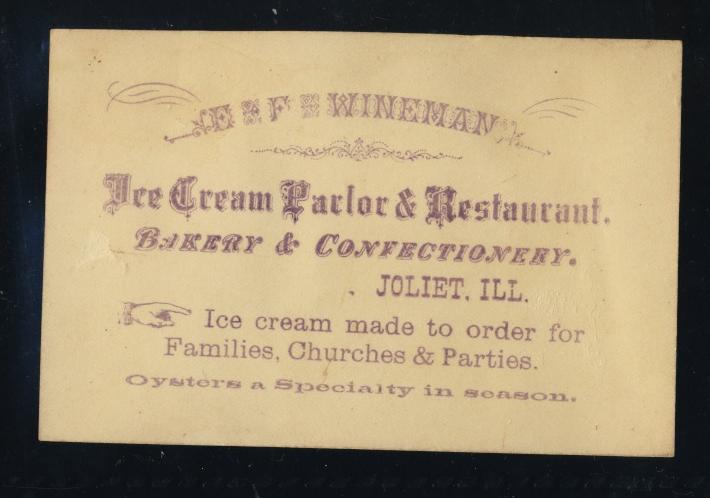 E. F. WINEMAN
Ice Cream Parlor & Restaurant.
BAKERY & CONFECTIONERY.
JOLIET, ILL.
Ice cream made to order for
Families, Churches & Parties.
Oysters a Specialty in season.